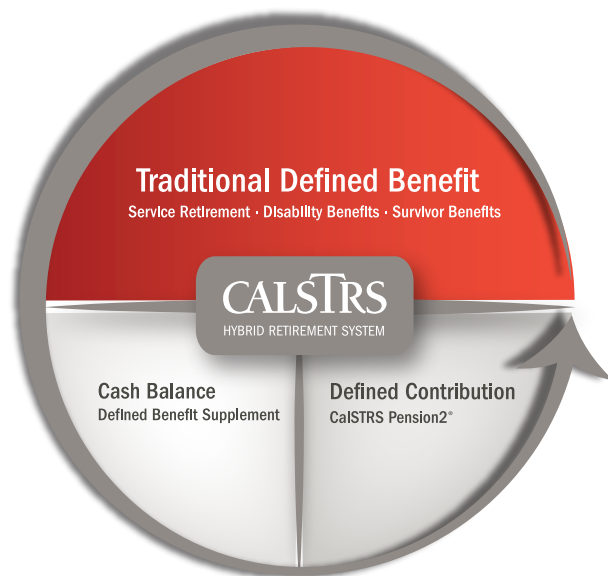 Traditional Defined Benefit
Service Retirement · Disability Benefits · Survivor Benefits
CALSTRS
HYBRID RETIREMENT SYSTEM
Cash Balance
Defined Benefit Supplement
Defined Contribution
CalSTRS Pension2®